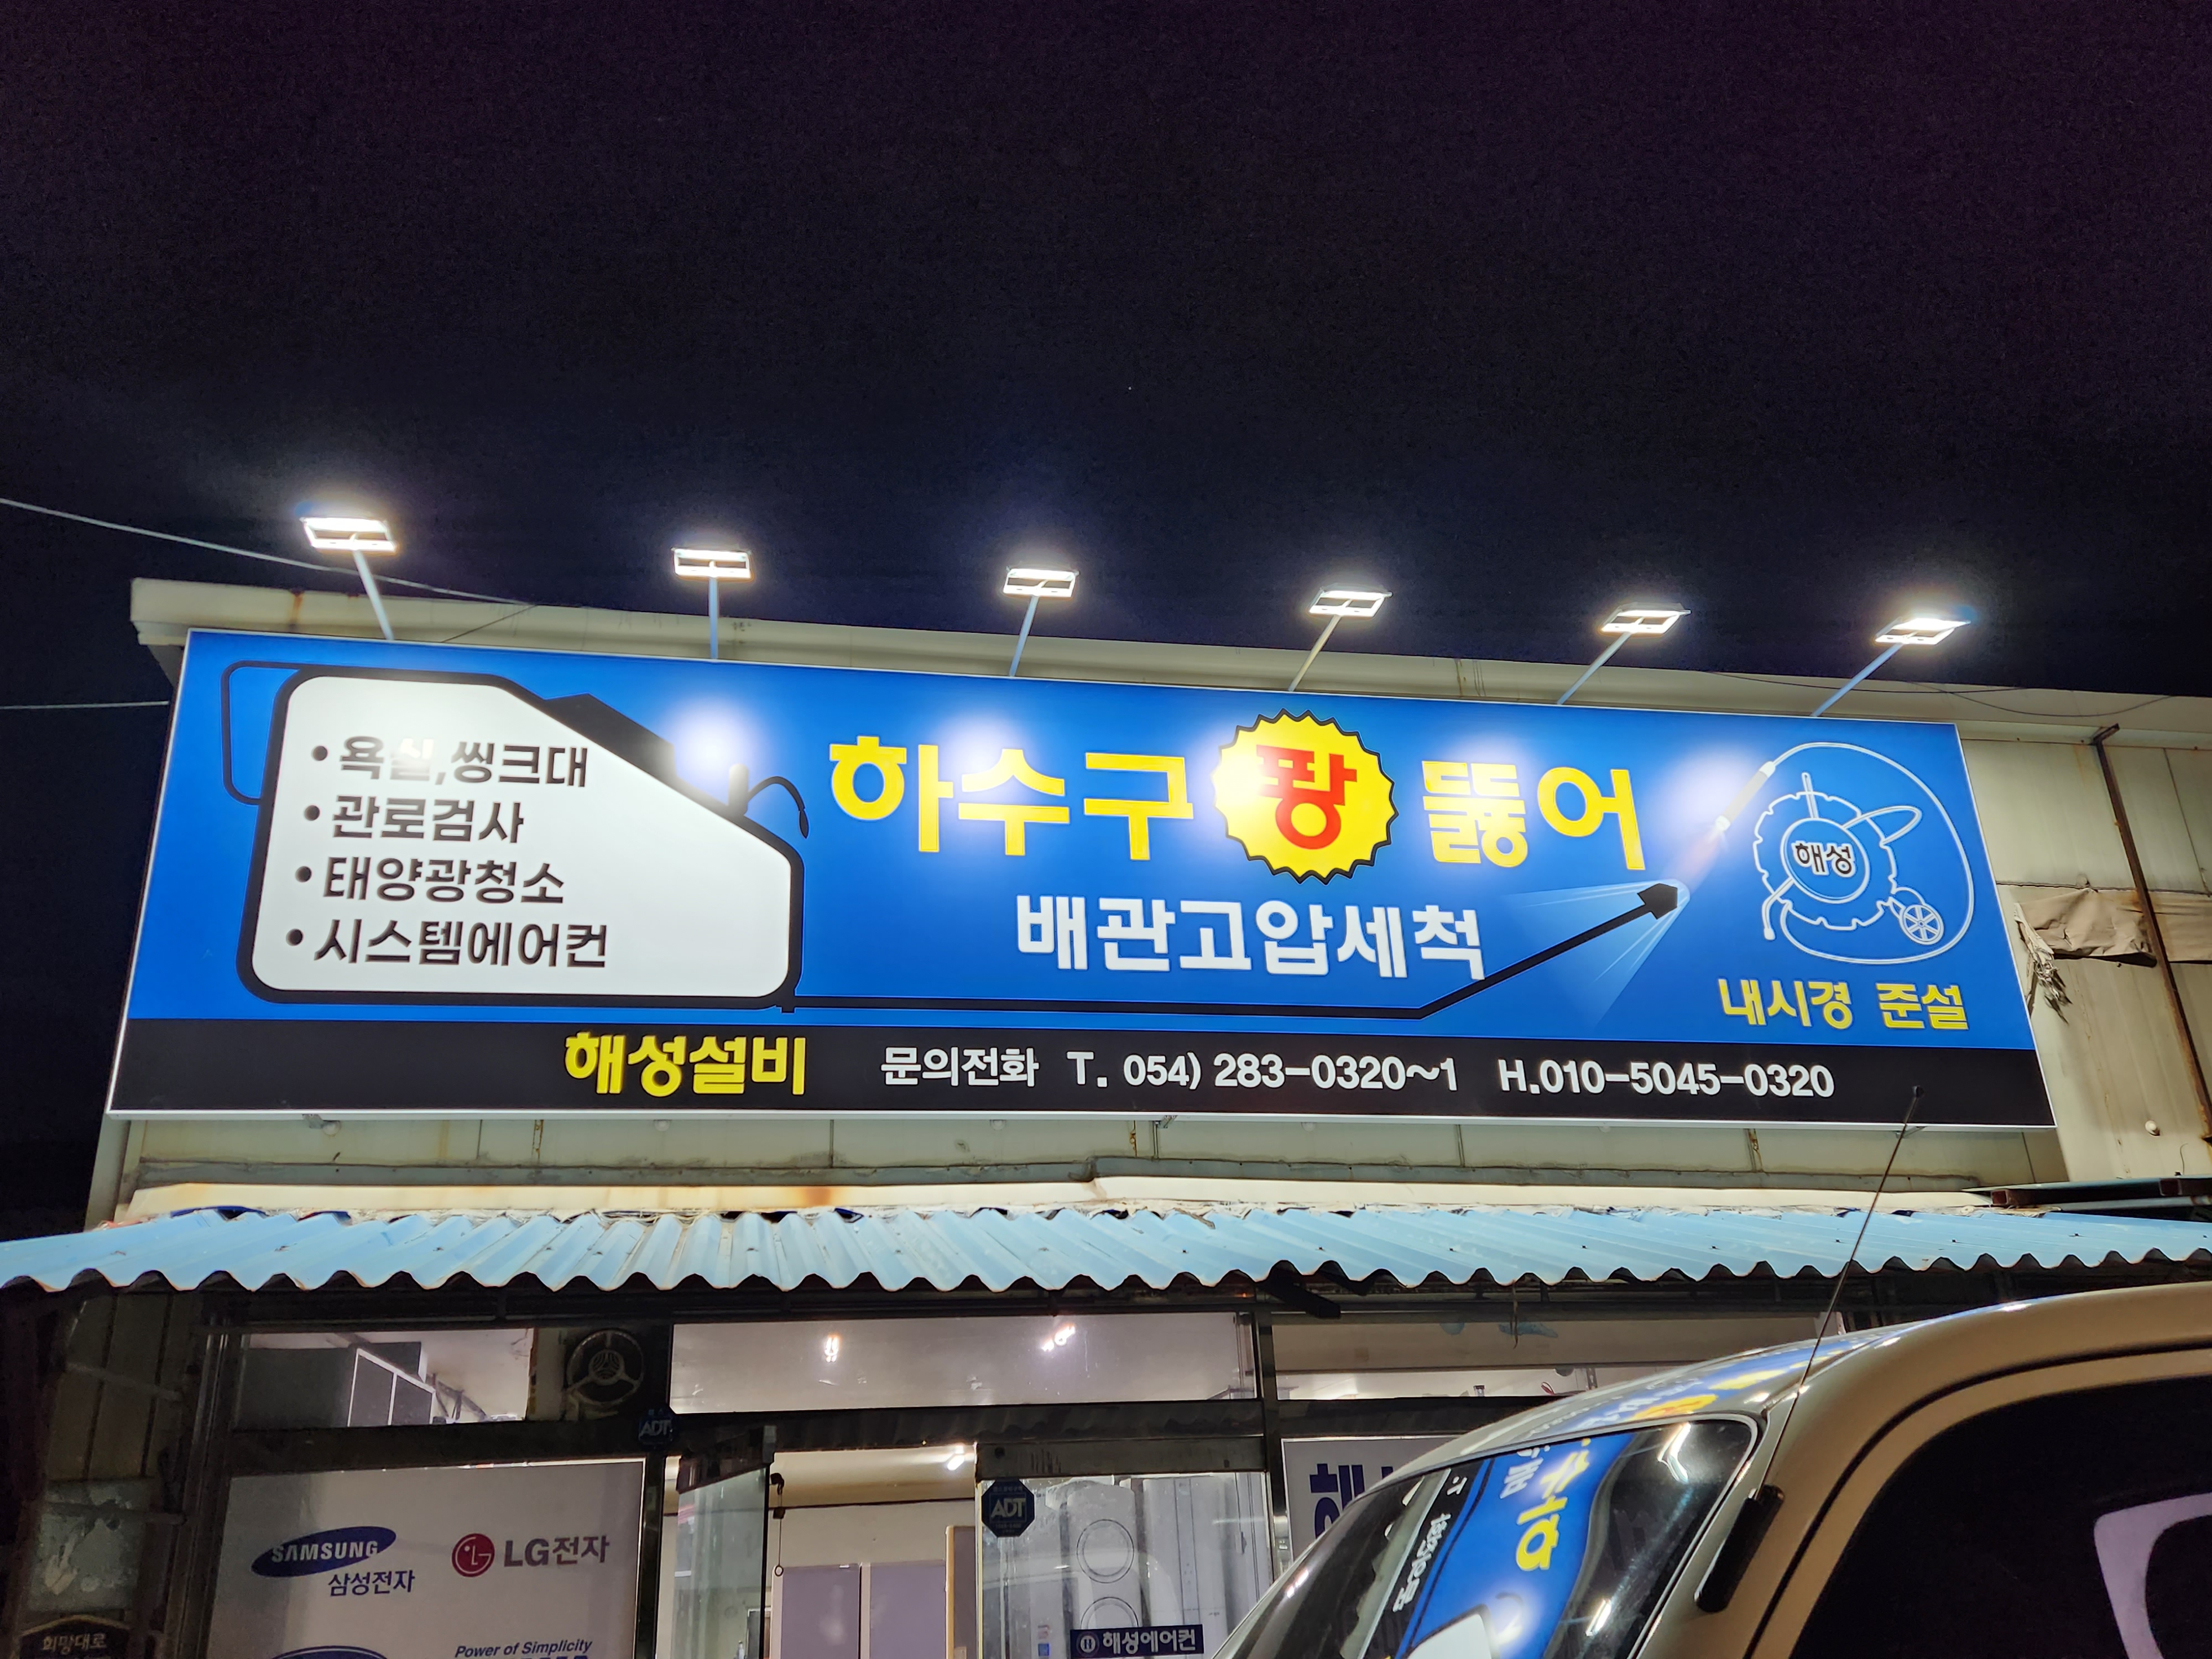 • 욕실,씽크대
• 관로검사
• 태양광청소
• 시스템에어컨
하수구 팡 뚫어
배관고압세척
해성
내시경 준설
해성설비 문의전화 T. 054) 283-0320~1 H.010-5045-0320
ADT
ADT
SAMSUNG
삼성전자
LG전자
Power of Simplicity
해성에어컨
희망대로